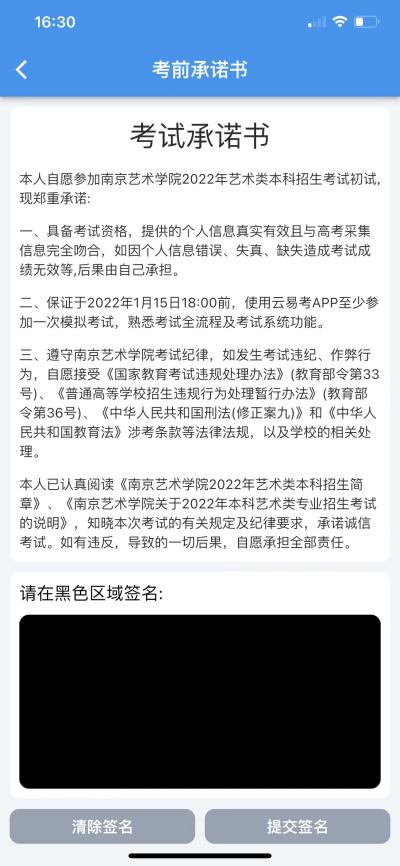 16:30
考前承诺书
考试承诺书
本人自愿参加南京艺术学院2022年艺术类本科招生考试初试,
现郑重承诺:
一、具备考试资格，提供的个人信息真实有效且与高考采集
信息完全吻合，如因个人信息错误、失真、缺失造成考试成
绩无效等,后果由自己承担。
二、保证于2022年1月15日18:00前，使用云易考APP至少参
加一次模拟考试，熟悉考试全流程及考试系统功能。
三、遵守南京艺术学院考试纪律，如发生考试违纪、作弊行
为，自愿接受《国家教育考试违规处理办法》(教育部令第33
号)、《普通高等学校招生违规行为处理暂行办法》(教育部
令第36号)、《中华人民共和国刑法(修正案九)》和《中华人
民共和国教育法》涉考条款等法律法规，以及学校的相关处
理。
本人已认真阅读《南京艺术学院2022年艺术类本科招生简
章》、《南京艺术学院关于2022年本科艺术类专业招生考试
的说明》，知晓本次考试的有关规定及纪律要求，承诺诚信
考试。如有违反，导致的一切后果，自愿承担全部责任。
请在黑色区域签名:
清除签名
提交签名